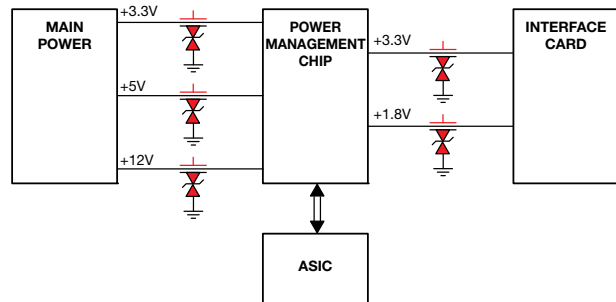 MAIN
POWER
+3.3V
+5V
+12V
POWER
MANAGEMENT
CHIP
+3.3V
+1.8V
INTERFACE
CARD
ASIC